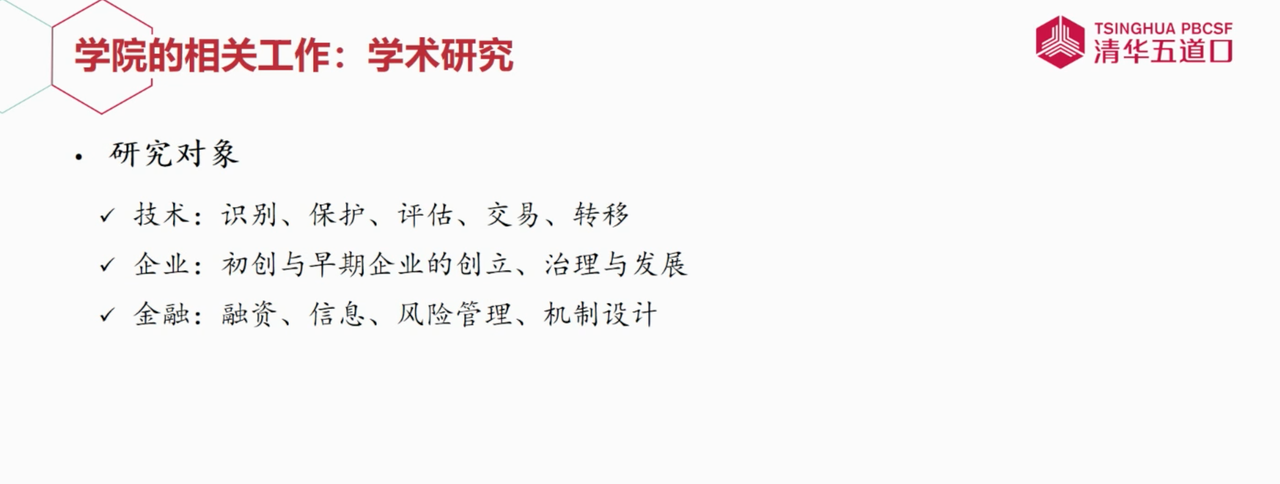 学院的相关工作：学术研究
TSINGHUA PBCSF
清华五道口
• 研究对象
✓ 技术：识别、保护、评估、交易、转移
✓ 企业：初创与早期企业的创立、治理与发展
✓ 金融：融资、信息、风险管理、机制设计